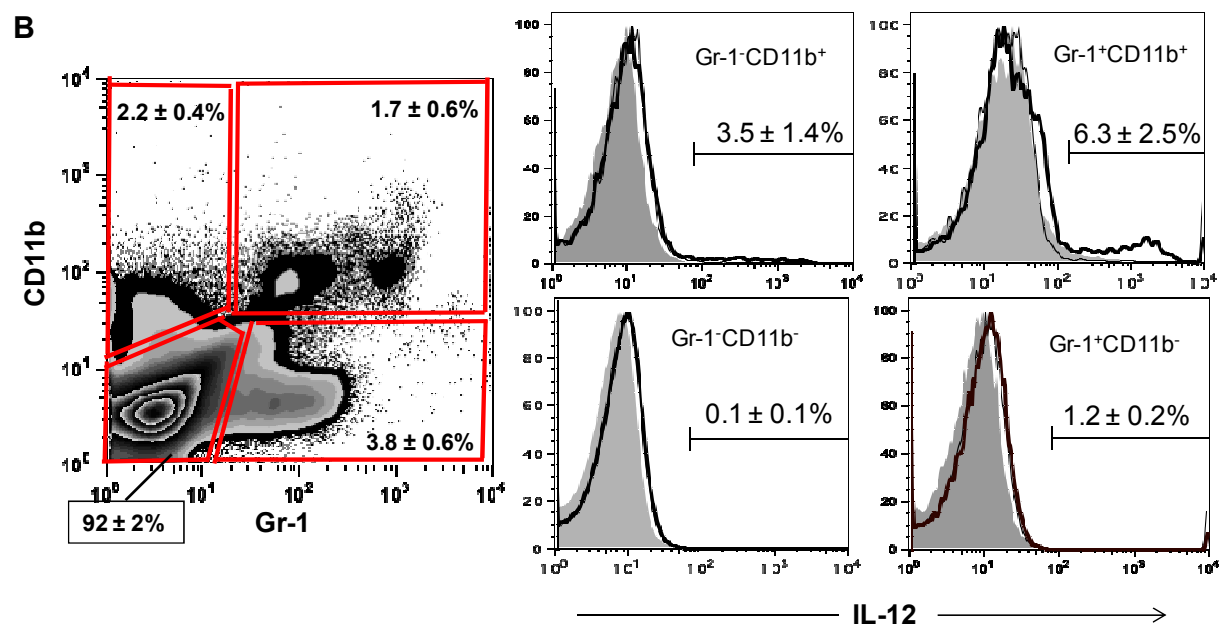 B
10⁴
10³
10²
10¹
10⁰
CD11b
2.2 ± 0.4%
1.7 ± 0.6%
3.8 ± 0.6%
92 ± 2%
10⁰ 10¹ 10² 10³ 10⁴
Gr-1
100
80
60
40
20
0
Gr-1⁻CD11b⁺
3.5 ± 1.4%
10⁰ 10¹ 10² 10³ 10⁴
100
80
60
40
20
0
Gr-1⁺CD11b⁺
6.3 ± 2.5%
10⁰ 10¹ 10² 10³ 10⁴
100
80
60
40
20
0
Gr-1⁻CD11b⁻
0.1 ± 0.1%
10⁰ 10¹ 10² 10³ 10⁴
100
80
60
40
20
0
Gr-1⁺CD11b⁻
1.2 ± 0.2%
10⁰ 10¹ 10² 10³ 10⁴
IL-12